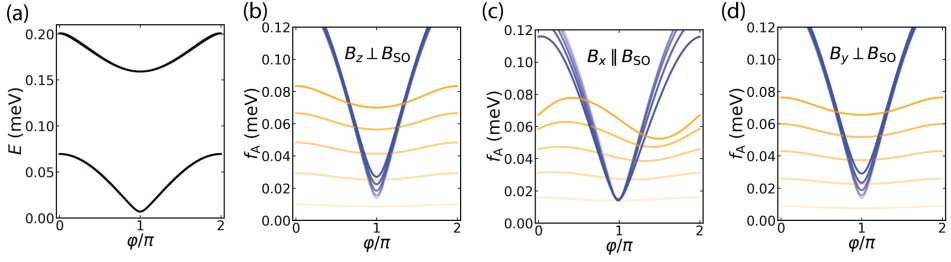 (a)
0.20
0.15
0.10
0.05
0.00
E (meV)
0
1
2
φ/π
(b)
0.12
0.10
0.08
0.06
0.04
0.02
0.00
f_A (meV)
B_z ⊥ B_SO
0
1
2
φ/π
(c)
0.12
0.10
0.08
0.06
0.04
0.02
0.00
f_A (meV)
B_x ∥ B_SO
0
1
2
φ/π
(d)
0.12
0.10
0.08
0.06
0.04
0.02
0.00
f_A (meV)
B_y ⊥ B_SO
0
1
2
φ/π